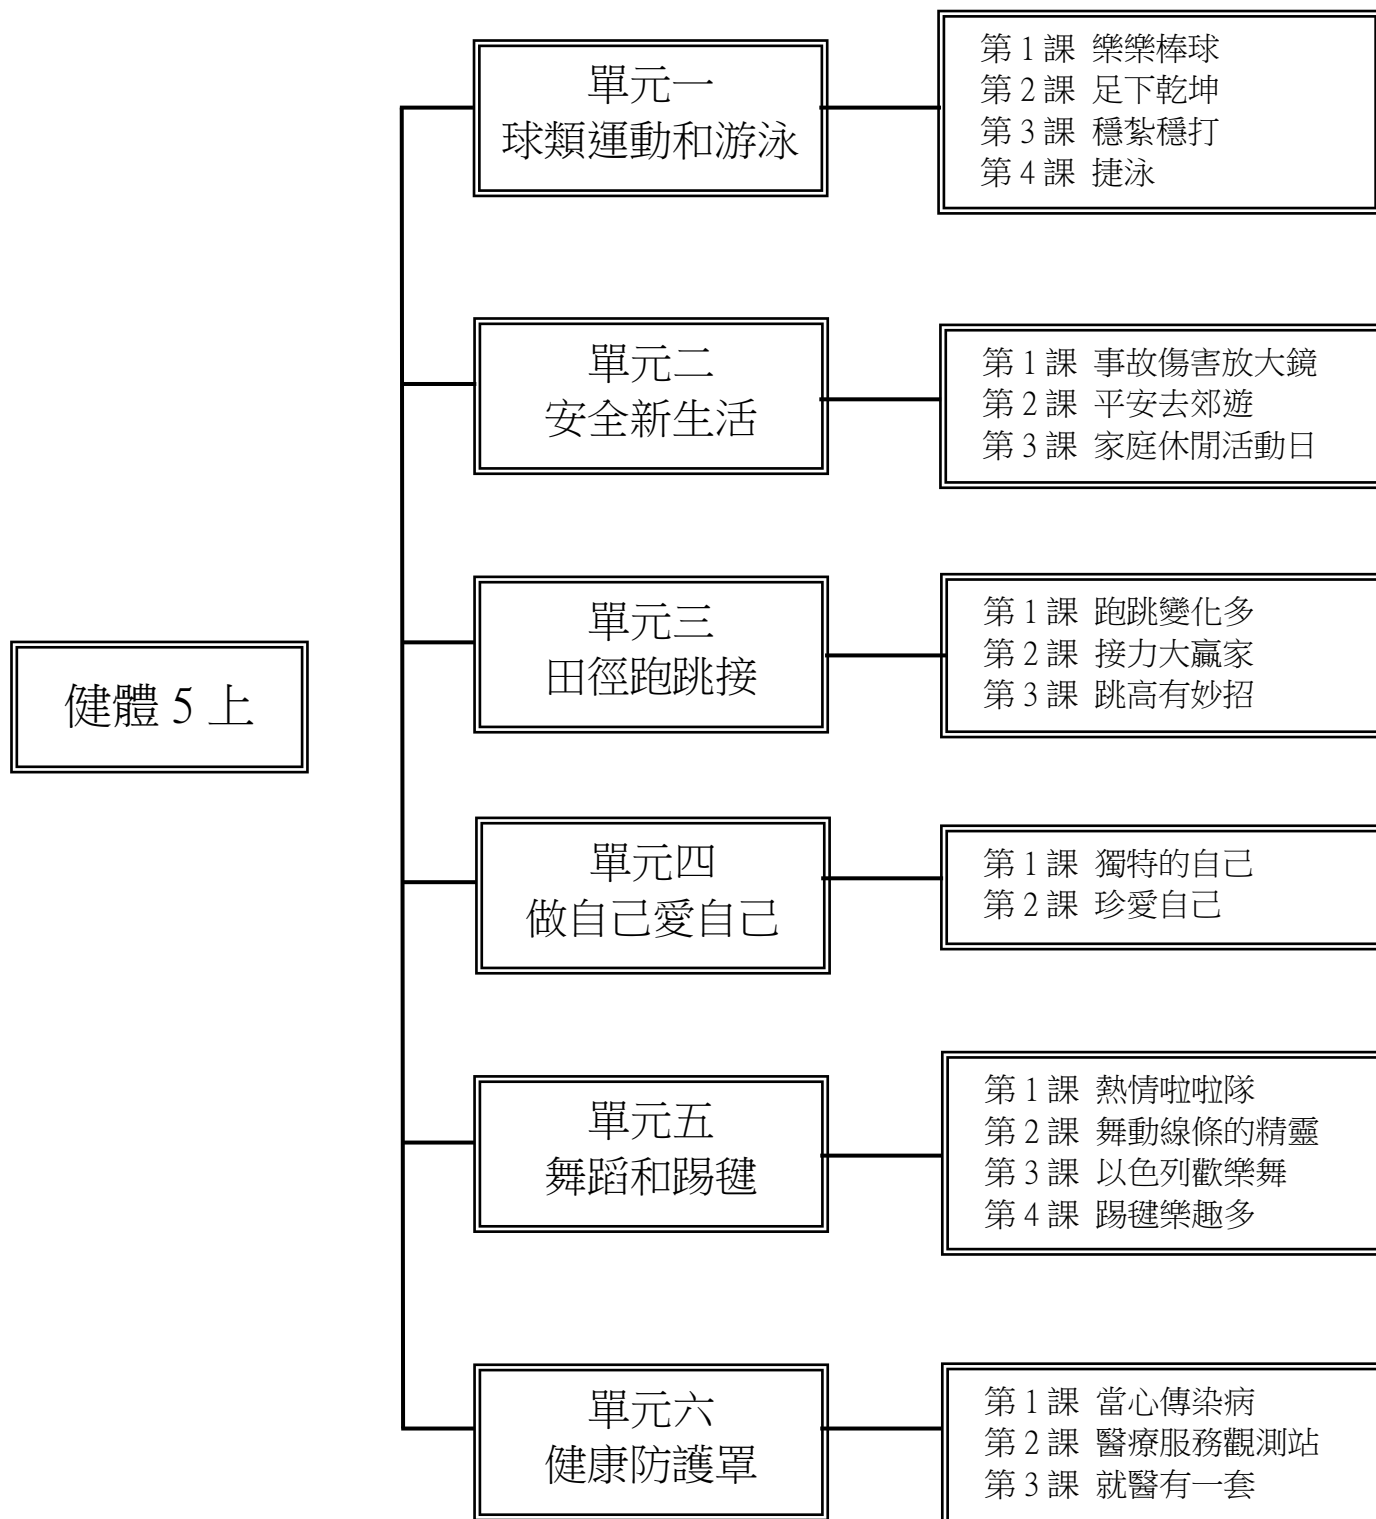 單元一
球類運動和游泳
第 1 課 樂樂棒球
第 2 課 足下乾坤
第 3 課 穩紮穩打
第 4 課 捷泳
單元二
安全新生活
第 1 課 事故傷害放大鏡
第 2 課 平安去郊遊
第 3 課 家庭休閒活動日
單元三
田徑跑跳接
第 1 課 跑跳變化多
第 2 課 接力大贏家
第 3 課 跳高有妙招
健體 5 上
單元四
做自己愛自己
第 1 課 獨特的自己
第 2 課 珍愛自己
單元五
舞蹈和踢毽
第 1 課 熱情啦啦隊
第 2 課 舞動線條的精靈
第 3 課 以色列歡樂舞
第 4 課 踢毽樂趣多
單元六
健康防護罩
第 1 課 當心傳染病
第 2 課 醫療服務觀測站
第 3 課 就醫有一套